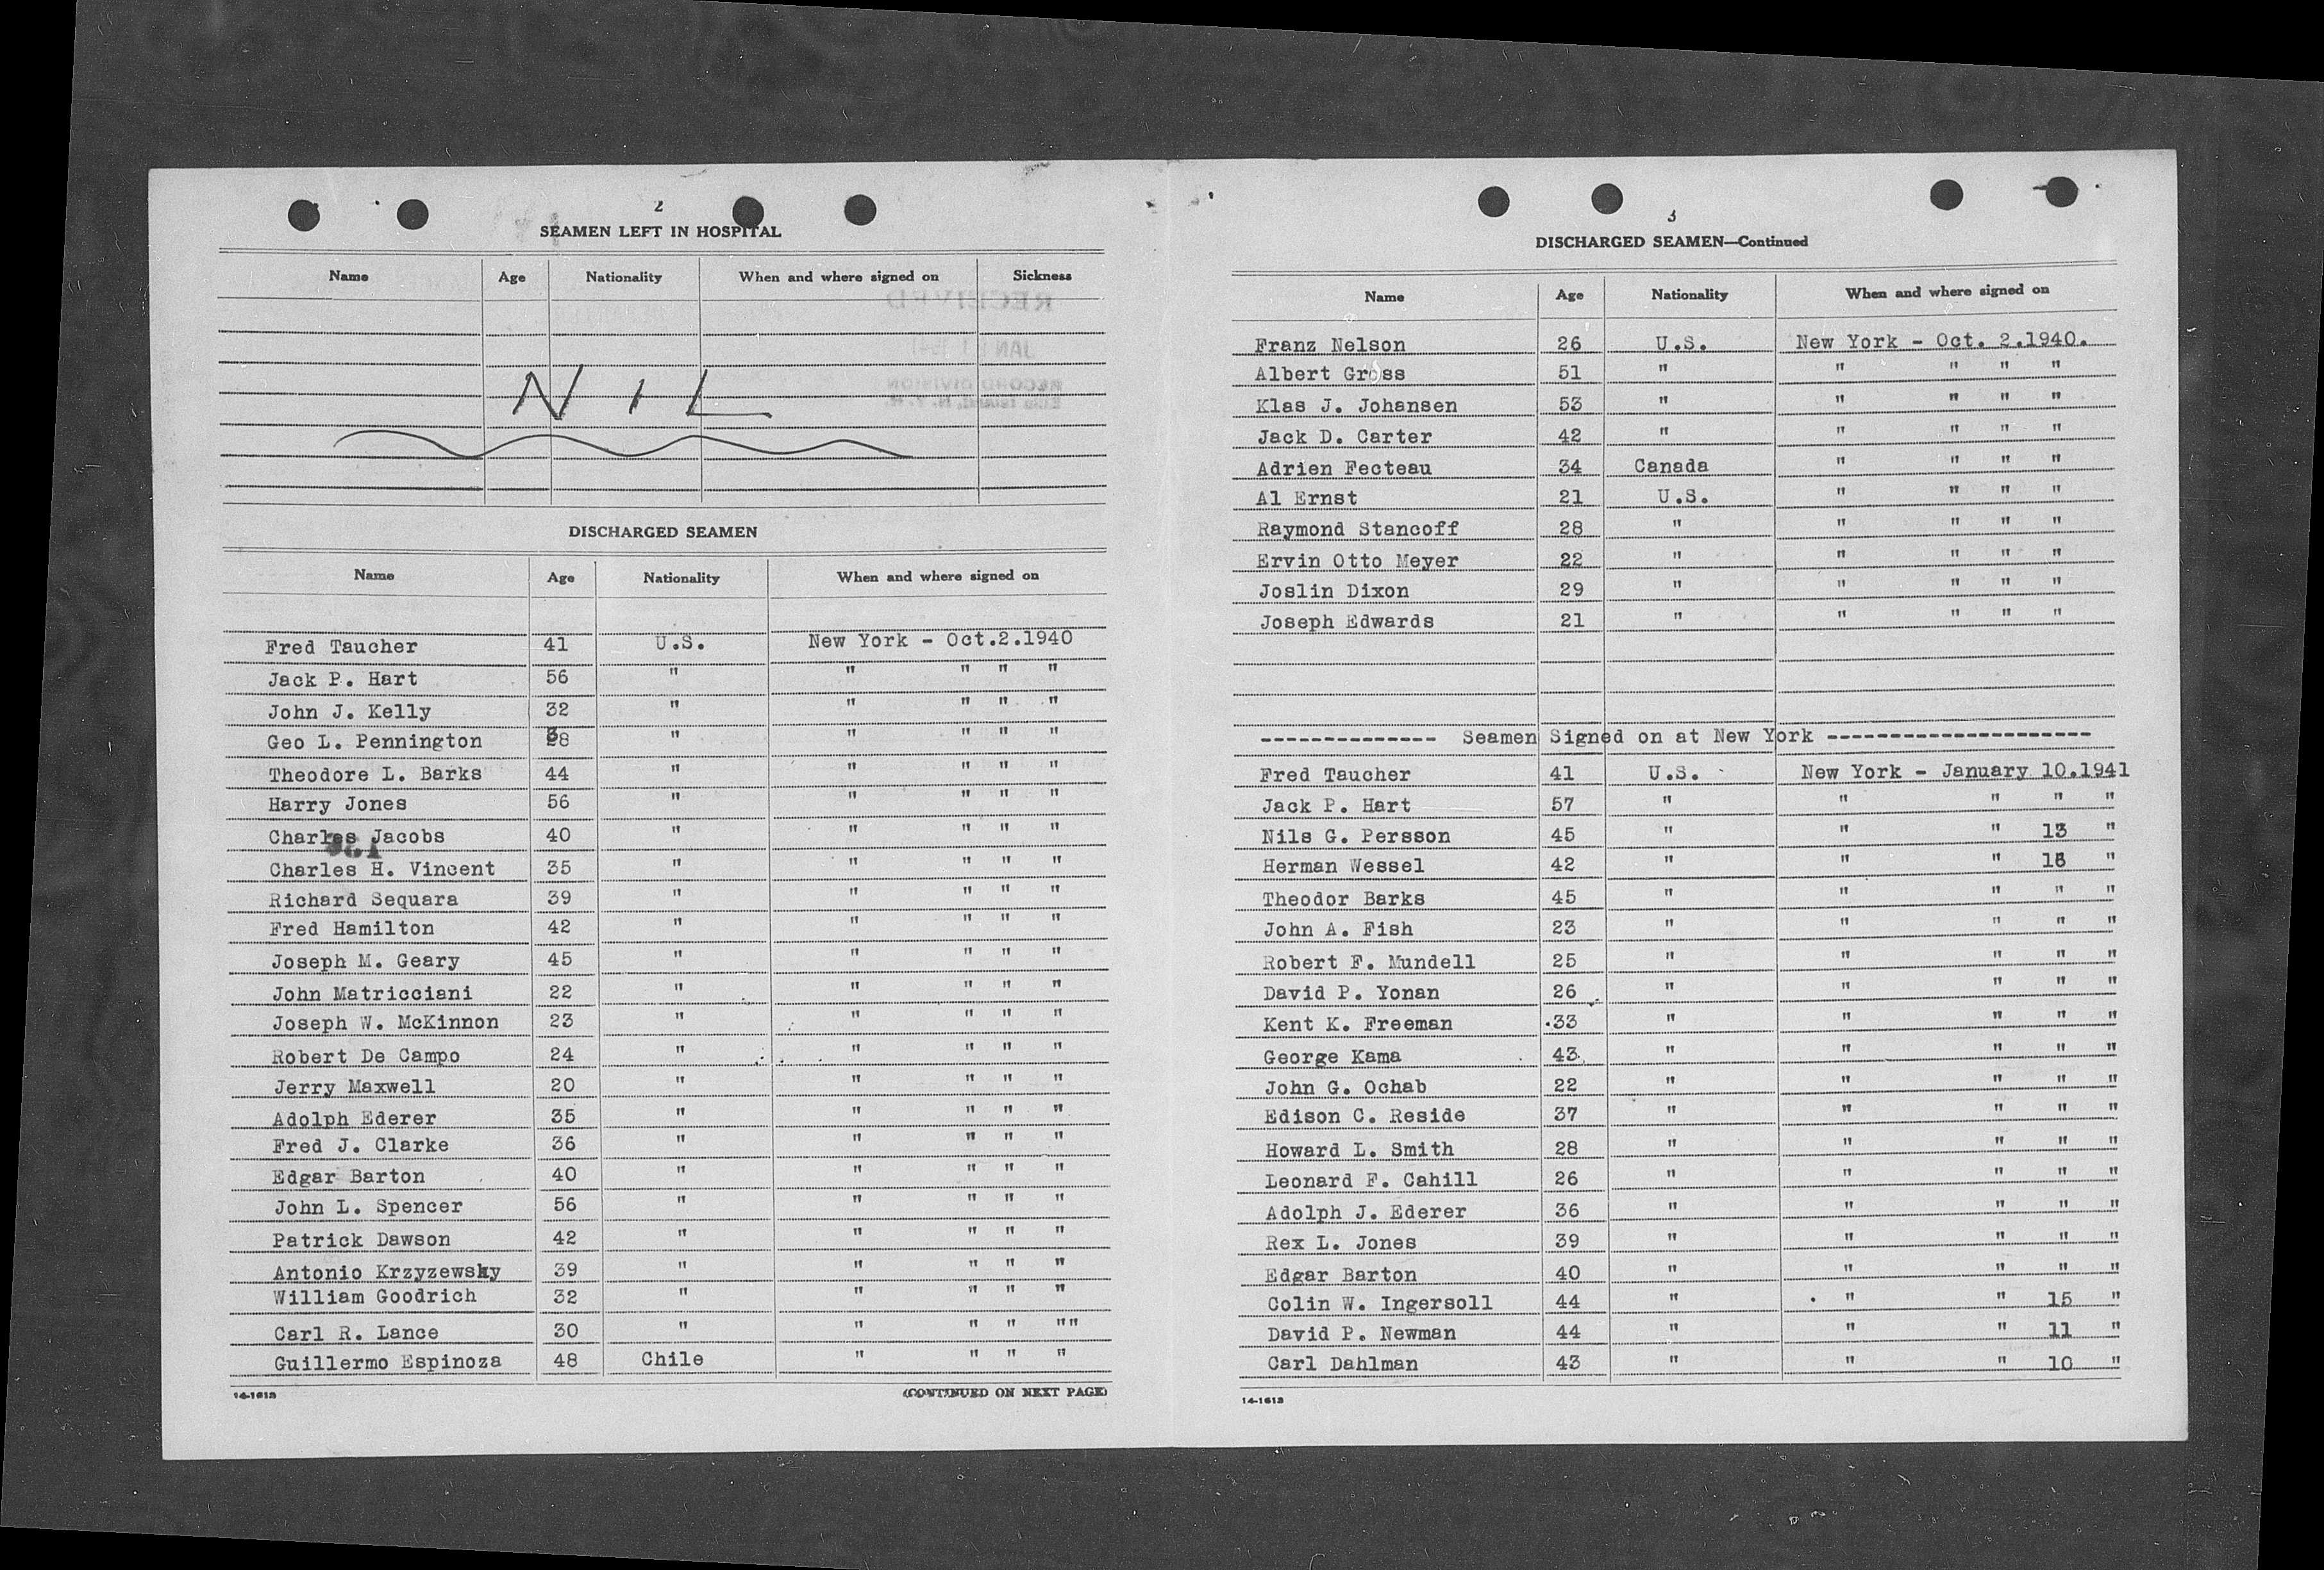 2
SEAMEN LEFT IN HOSPITAL
Name Age Nationality When and where signed on Sickness
NIL
DISCHARGED SEAMEN
Name Age Nationality When and where signed on
Fred Taucher 41 U.S. New York - Oct.2.1940
Jack P. Hart 56 " " " " "
John J. Kelly 32 " " " " "
Geo L. Pennington 38 " " " " "
Theodore L. Barks 44 " " " " "
Harry Jones 56 " " " " "
Charles Jacobs 40 " " " " "
Charles H. Vincent 35 " " " " "
Richard Sequara 39 " " " " "
Fred Hamilton 42 " " " " "
Joseph M. Geary 45 " " " " "
John Matricciani 22 " " " " "
Joseph W. McKinnon 23 " " " " "
Robert De Campo 24 " " " " "
Jerry Maxwell 20 " " " " "
Adolph Ederer 35 " " " " "
Fred J. Clarke 36 " " " " "
Edgar Barton 40 " " " " "
John L. Spencer 56 " " " " "
Patrick Dawson 42 " " " " "
Antonio Krzyzewsky 39 " " " " "
William Goodrich 32 " " " " "
Carl R. Lance 30 " " " " ""
Guillermo Espinoza 48 Chile " " " "
14-1613 (CONTINUED ON NEXT PAGE)
3
DISCHARGED SEAMEN—Continued
Name Age Nationality When and where signed on
Franz Nelson 26 U.S. New York - Oct. 2.1940.
Albert Gross 51 " " " " "
Klas J. Johansen 53 " " " " "
Jack D. Carter 42 " " " " "
Adrien Fecteau 34 Canada " " " "
Al Ernst 21 U.S. " " " "
Raymond Stancoff 28 " " " " "
Ervin Otto Meyer 22 " " " " "
Joslin Dixon 29 " " " " "
Joseph Edwards 21 " " " " "
-------------- Seamen Signed on at New York ---------------------
Fred Taucher 41 U.S. New York - January 10.1941
Jack P. Hart 57 " " " " "
Nils G. Persson 45 " " " 13 "
Herman Wessel 42 " " " "
Theodor Barks 45 " " " " "
John A. Fish 23 " " " " "
Robert F. Mundell 25 " " " " "
David P. Yonan 26 " " " " "
Kent K. Freeman 33 " " " " "
George Kama 43 " " " " "
John G. Ochab 22 " " " " "
Edison C. Reside 37 " " " " "
Howard L. Smith 28 " " " " "
Leonard F. Cahill 26 " " " " "
Adolph J. Ederer 36 " " " " "
Rex L. Jones 39 " " " " "
Edgar Barton 40 " " " " "
Colin W. Ingersoll 44 " " " 15 "
David P. Newman 44 " " " 11 "
Carl Dahlman 43 " " " 10 "
14-1613